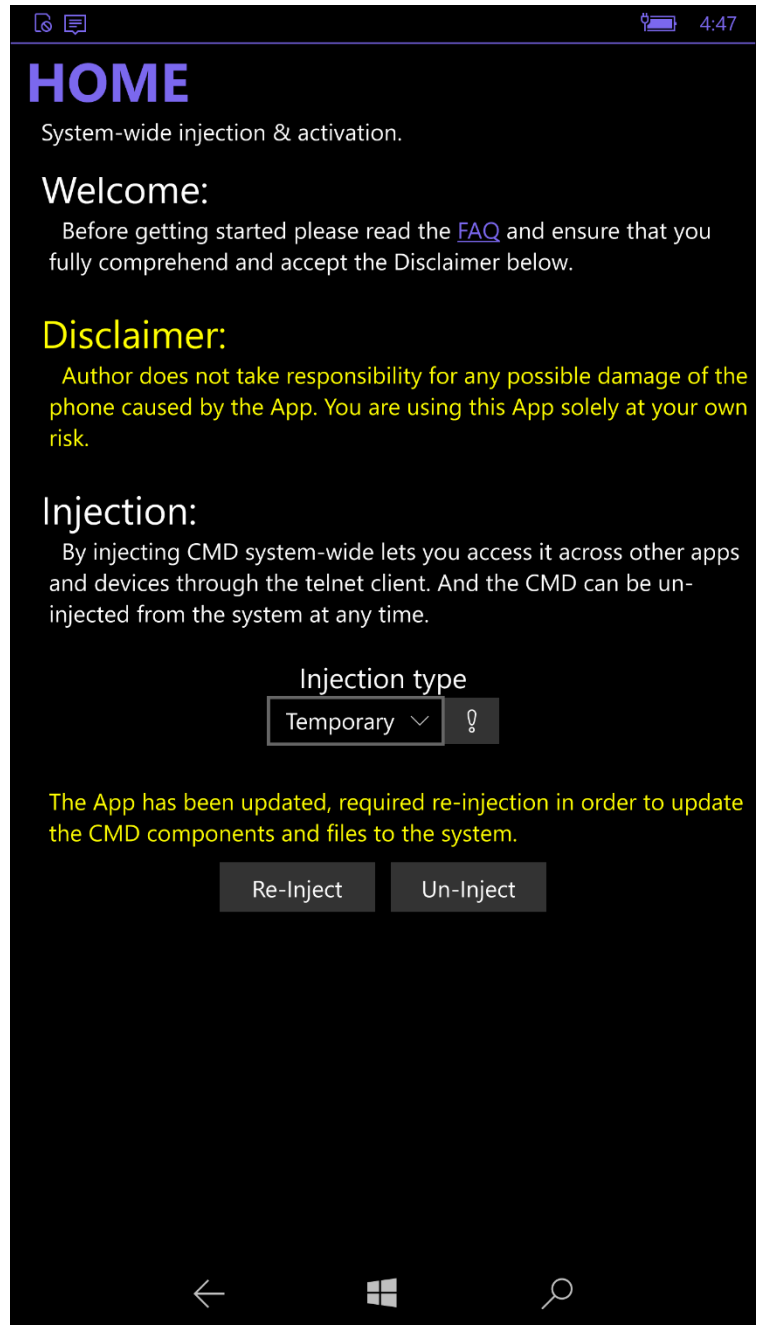 4:47
HOME
System-wide injection & activation.
Welcome:
Before getting started please read the FAQ and ensure that you
fully comprehend and accept the Disclaimer below.
Disclaimer:
Author does not take responsibility for any possible damage of the
phone caused by the App. You are using this App solely at your own
risk.
Injection:
By injecting CMD system-wide lets you access it across other apps
and devices through the telnet client. And the CMD can be un-
injected from the system at any time.
Injection type
Temporary
The App has been updated, required re-injection in order to update
the CMD components and files to the system.
Re-Inject Un-Inject